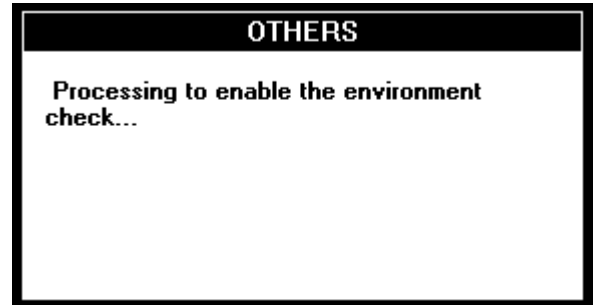 OTHERS
Processing to enable the environment
check...